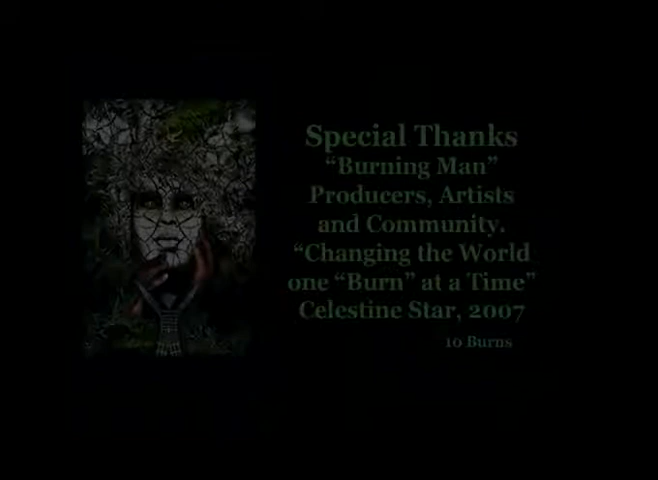 Special Thanks
“Burning Man”
Producers, Artists
and Community.
“Changing the World
one “Burn” at a Time”
Celestine Star, 2007
10 Burns